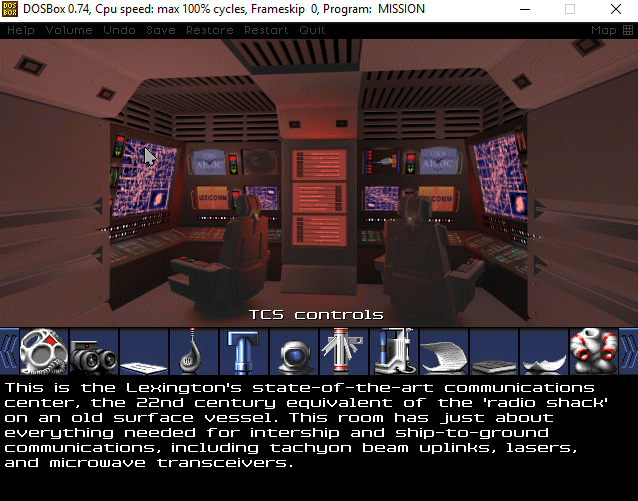 DOSBox 0.74, Cpu speed: max 100% cycles, Frameskip 0, Program: MISSION
Help Volume Undo Save Restore Restart Quit Map
LEXICOMM
COMM
TCS controls
This is the Lexington's state-of-the-art communications
center, the 22nd century equivalent of the 'radio shack'
on an old surface vessel. This room has just about
everything needed for intership and ship-to-ground
communications, including tachyon beam uplinks, lasers,
and microwave transceivers.